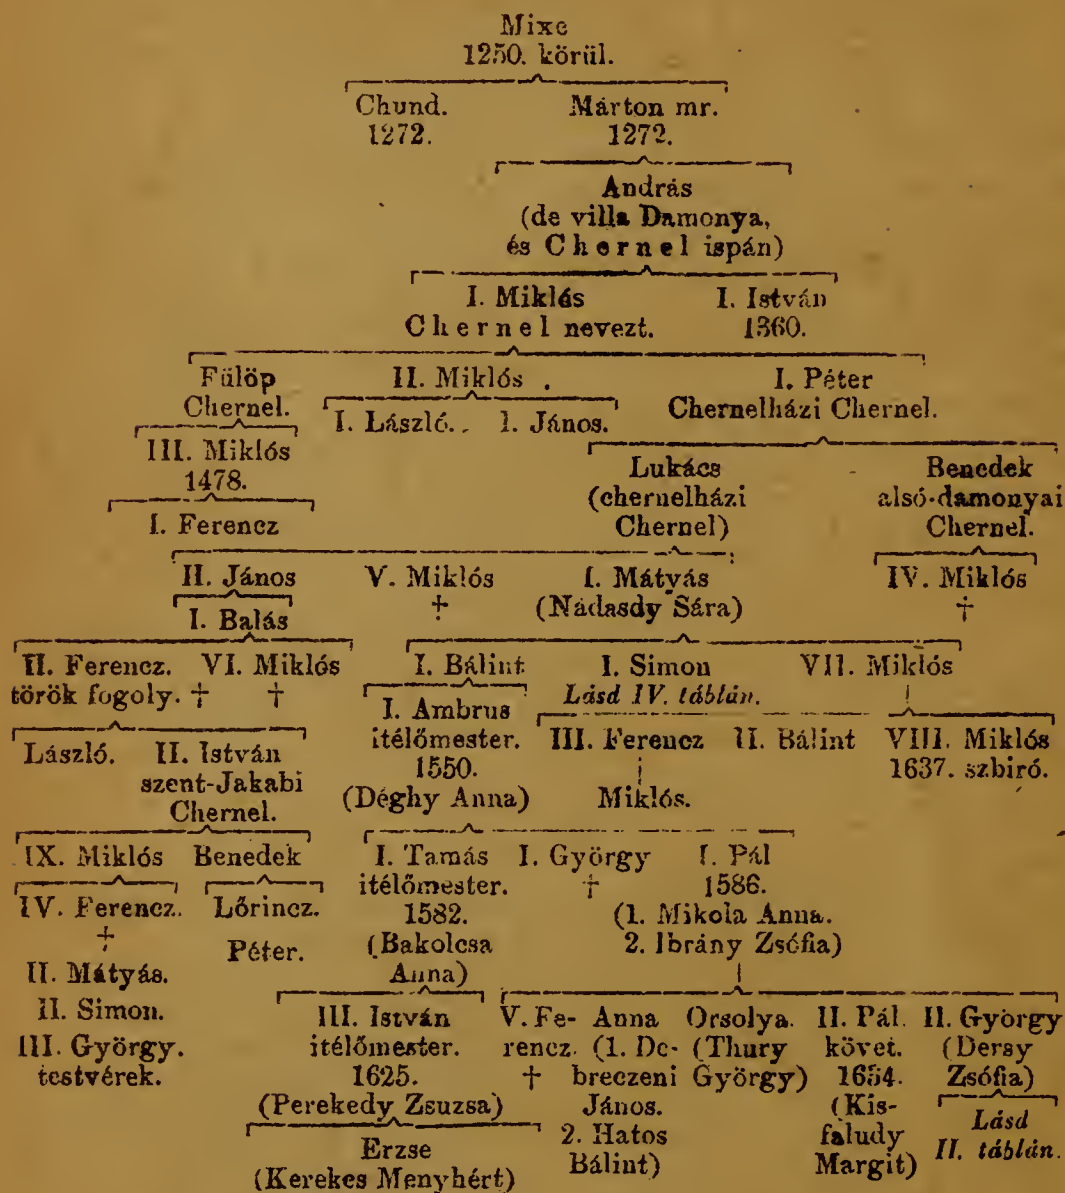 Mixe
1250. körül.
Chund. Márton mr.
1272. 1272.
András
(de villa Damonya,
és Chernel ispán)
I. Miklós I. István
Chernel nevezt. 1360.
Fülöp II. Miklós . I. Péter
Chernel. Chernelházi Chernel.
I. László. I. János.
III. Miklós Lukács Benedek
1478. (chernelházi alsó-damonyai
I. Ferencz Chernel) Chernel.
II. János V. Miklós I. Mátyás IV. Miklós
† (Nádasdy Sára) †
I. Balás
II. Ferencz. VI. Miklós I. Bálint I. Simon VII. Miklós
török fogoly. † † Lásd IV. táblán.
I. Ambrus
itélőmester. III. Ferencz II. Bálint VIII. Miklós
László. II. István 1550. 1637. szbiró.
szent-Jakabi (Déghy Anna) Miklós.
Chernel.
IX. Miklós Benedek I. Tamás I. György I. Pál
itélőmester. † 1586.
IV. Ferencz. Lőrincz. 1582. (1. Mikola Anna.
† Péter. (Bakolcsa 2. Ibrány Zsófia)
II. Mátyás. Anna)
II. Simon. III. István V. Fe- Anna Orsolya. II. Pál. II. György
III. György. itélőmester. rencz. (1. De- (Thury követ. (Dersy
testvérek. 1625. † breczeni György) 1654. Zsófia)
(Perekedy Zsuzsa) János. (Kis- Lásd
Erzse 2. Hatos faludy II. táblán.
(Kerekes Menyhért) Bálint) Margit)